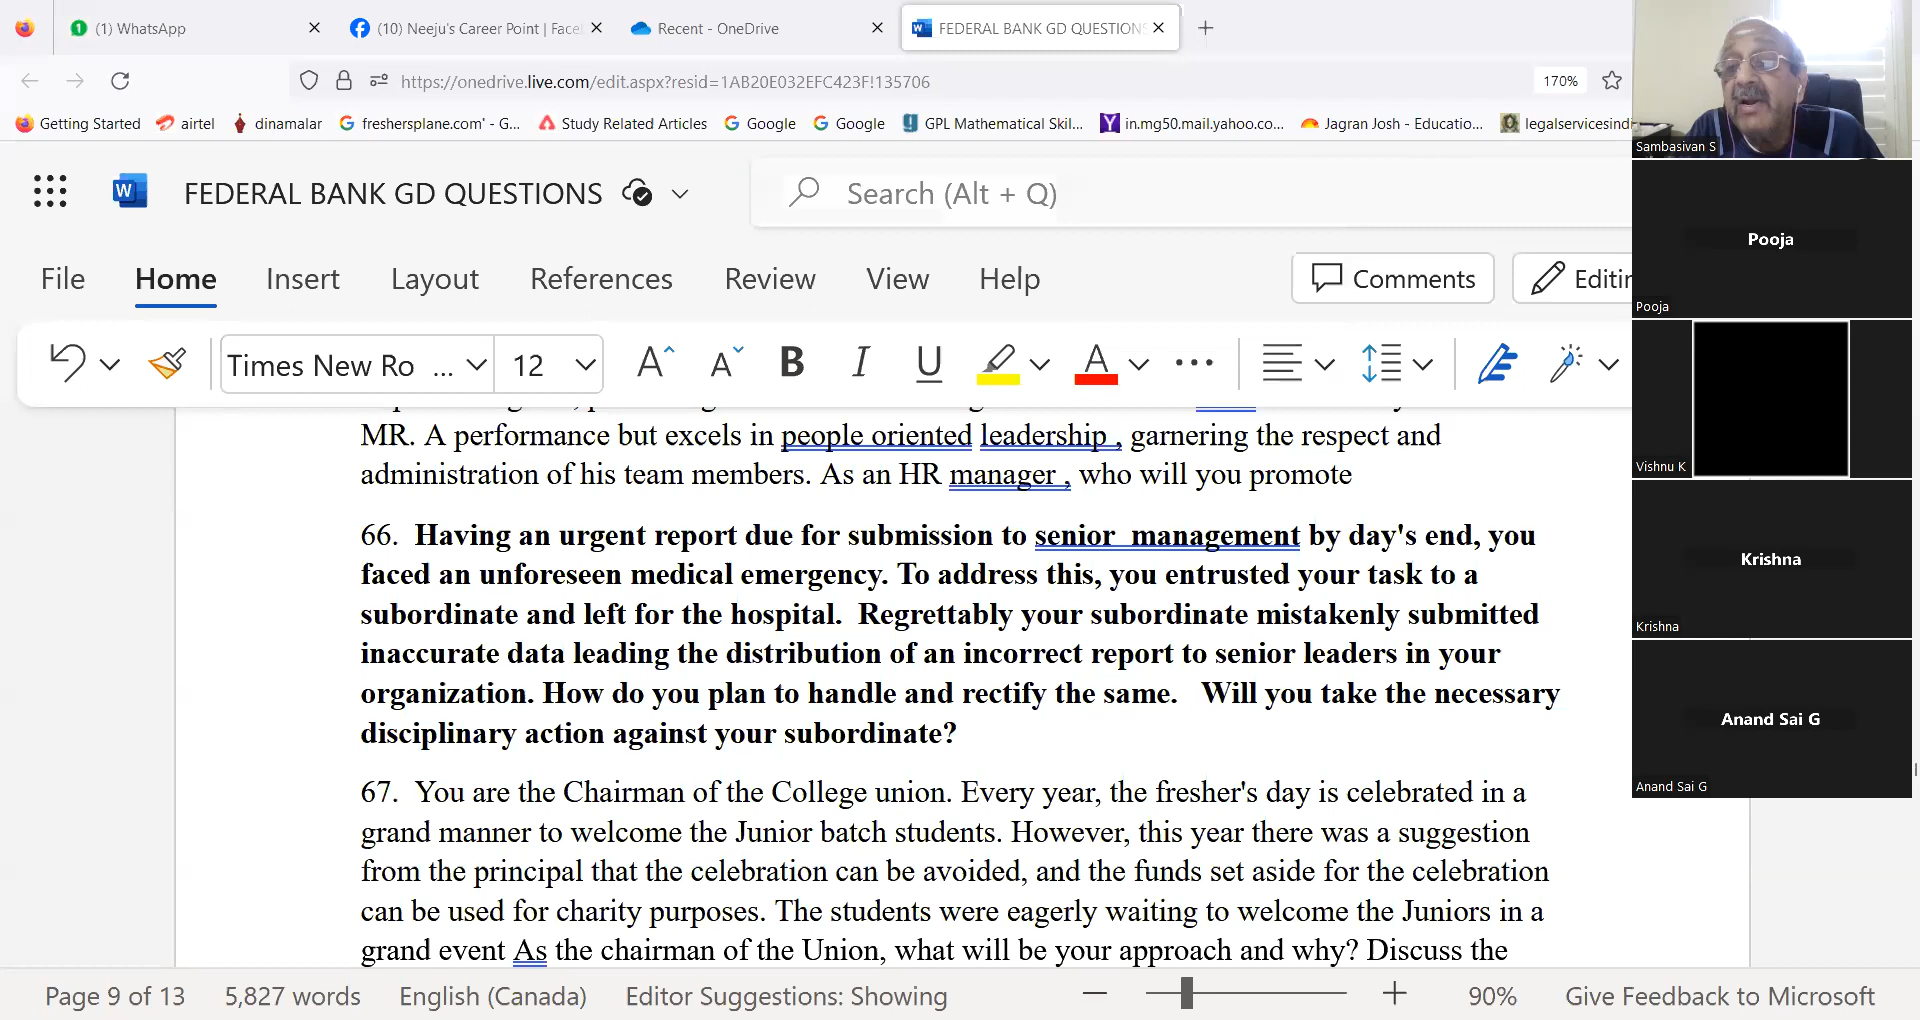 (1) WhatsApp
(10) Neeju's Career Point | Face
Recent - OneDrive
FEDERAL BANK GD QUESTIONS
https://onedrive.live.com/edit.aspx?resid=1AB20E032EFC423F!135706
170%
Getting Started
airtel
dinamalar
freshersplane.com' - G...
Study Related Articles
Google
Google
GPL Mathematical Skil...
in.mg50.mail.yahoo.co...
Jagran Josh - Educatio...
legalservicesindi
FEDERAL BANK GD QUESTIONS
Search (Alt + Q)
File Home Insert Layout References Review View Help
Comments
Editin
Times New Ro ... 12
MR. A performance but excels in people oriented leadership , garnering the respect and
administration of his team members. As an HR manager , who will you promote
66. Having an urgent report due for submission to senior management by day's end, you
faced an unforeseen medical emergency. To address this, you entrusted your task to a
subordinate and left for the hospital. Regrettably your subordinate mistakenly submitted
inaccurate data leading the distribution of an incorrect report to senior leaders in your
organization. How do you plan to handle and rectify the same. Will you take the necessary
disciplinary action against your subordinate?
67. You are the Chairman of the College union. Every year, the fresher's day is celebrated in a
grand manner to welcome the Junior batch students. However, this year there was a suggestion
from the principal that the celebration can be avoided, and the funds set aside for the celebration
can be used for charity purposes. The students were eagerly waiting to welcome the Juniors in a
grand event As the chairman of the Union, what will be your approach and why? Discuss the
Page 9 of 13
5,827 words
English (Canada)
Editor Suggestions: Showing
90%
Give Feedback to Microsoft
Sambasivan S
Pooja
Pooja
Vishnu K
Krishna
Krishna
Anand Sai G
Anand Sai G